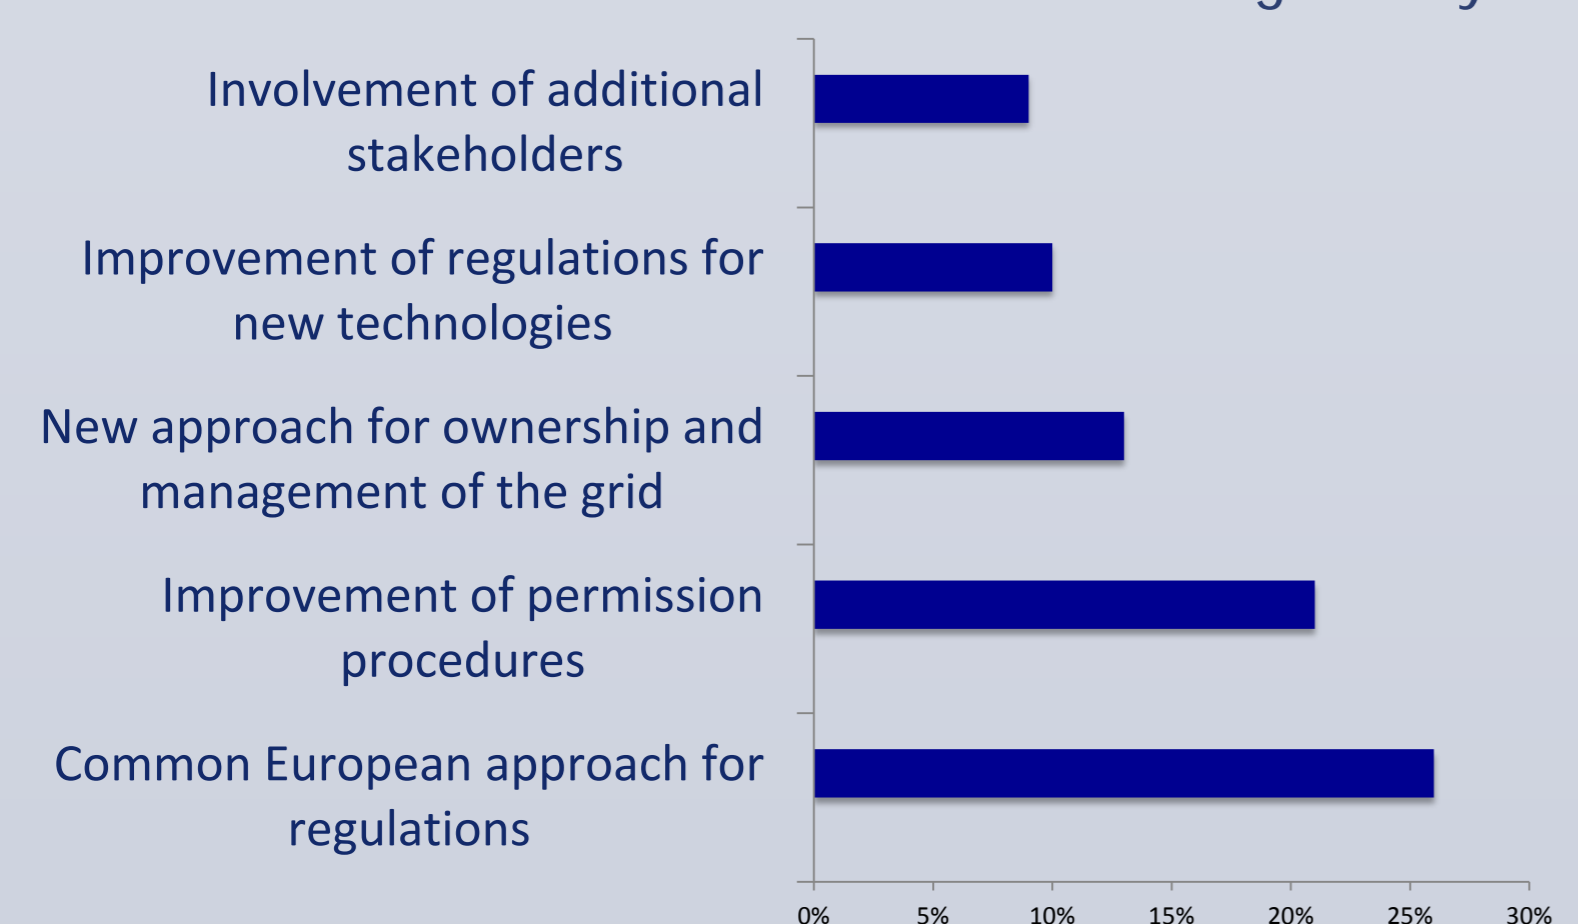 Involvement of additional
stakeholders
Improvement of regulations for
new technologies
New approach for ownership and
management of the grid
Improvement of permission
procedures
Common European approach for
regulations
0% 5% 10% 15% 20% 25% 30%